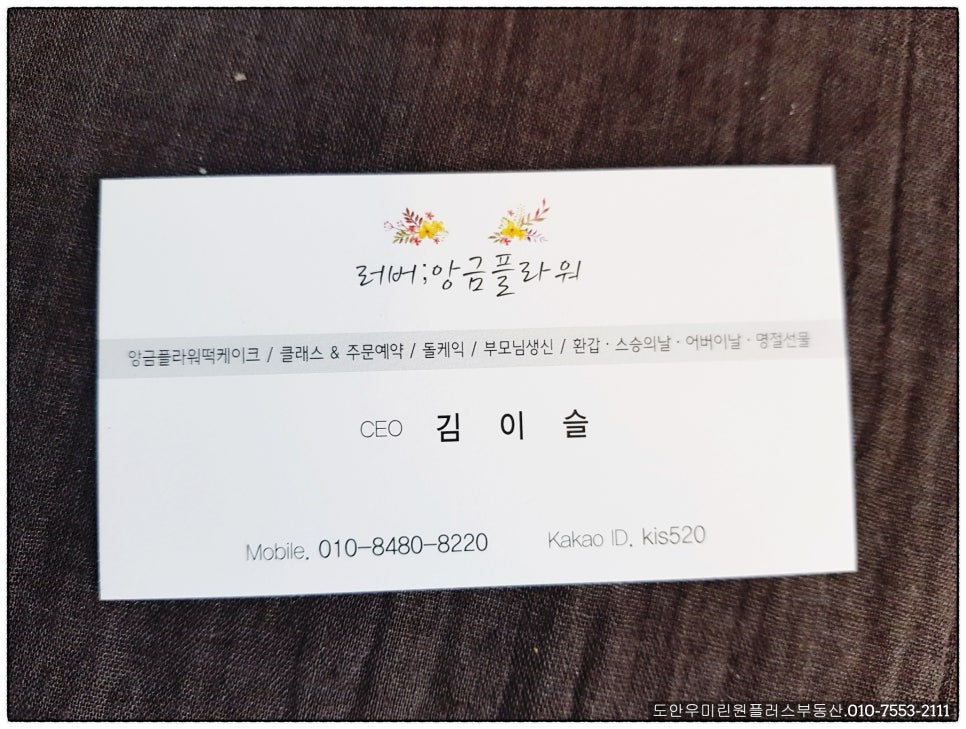 러버;앙금플라워
앙금플라워떡케이크 / 클래스 & 주문예약 / 돌케익 / 부모님생신 / 환갑 · 스승의날 · 어버이날 · 명절선물
CEO 김 이 슬
Mobile. 010-8480-8220 Kakao ID. kis520
도안우미린원플러스부동산.010-7553-2111